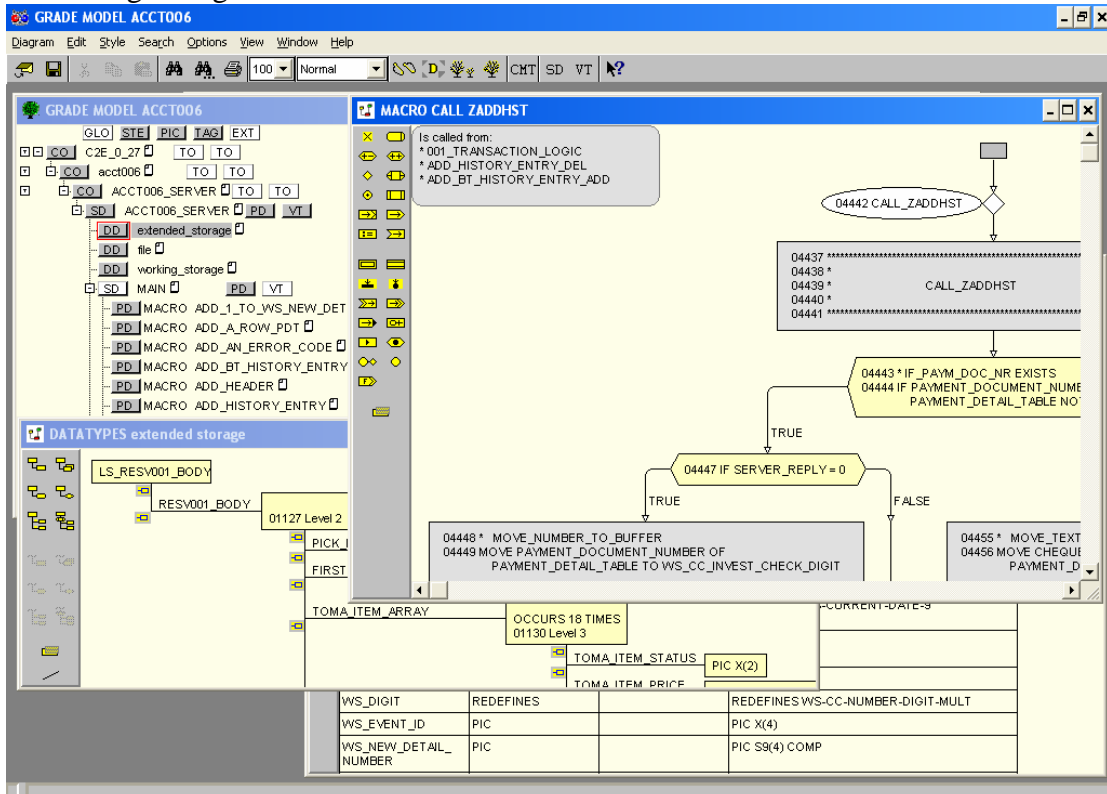 GRADE MODEL ACCT006
Diagram Edit Style Search Options View Window Help
100 Normal D CMT SD VT
GRADE MODEL ACCT006
GLO STE PIC TAG EXT
CO C2E_0_27 TO TO
CO acct006 TO TO
CO ACCT006_SERVER TO TO
SD ACCT006_SERVER PD VT
DD extended_storage
DD file
DD working_storage
SD MAIN PD VT
PD MACRO ADD_1_TO_WS_NEW_DET
PD MACRO ADD_A_ROW_PDT
PD MACRO ADD_AN_ERROR_CODE
PD MACRO ADD_BT_HISTORY_ENTRY
PD MACRO ADD_HEADER
PD MACRO ADD_HISTORY_ENTRY
MACRO CALL ZADDHST
Is called from:
* 001_TRANSACTION_LOGIC
* ADD_HISTORY_ENTRY_DEL
* ADD_BT_HISTORY_ENTRY_ADD
04442 CALL_ZADDHST
04437 ****************************************************
04438 *
04439 * CALL_ZADDHST
04440 *
04441 ****************************************************
04443 * IF_PAYM_DOC_NR EXISTS
04444 IF PAYMENT_DOCUMENT_NUME
PAYMENT_DETAIL_TABLE NO
TRUE
04447 IF SERVER_REPLY = 0
TRUE
FALSE
04448 * MOVE_NUMBER_TO_BUFFER
04449 MOVE PAYMENT_DOCUMENT_NUMBER OF
PAYMENT_DETAIL_TABLE TO WS_CC_INVEST_CHECK_DIGIT
04455 * MOVE_TEXT
04456 MOVE CHEQUE
PAYMENT_D
DATATYPES extended storage
LS_RESV001_BODY
RESV001_BODY
01127 Level 2
PICK_
FIRST
TOMA_ITEM_ARRAY
OCCURS 18 TIMES
01130 Level 3
TOMA_ITEM_STATUS
PIC X(2)
TOMA_ITEM_PRICE
-CURRENT-DATE-9
WS_DIGIT REDEFINES REDEFINES WS-CC-NUMBER-DIGIT-MULT
WS_EVENT_ID PIC PIC X(4)
WS_NEW_DETAIL_ PIC PIC S9(4) COMP
NUMBER